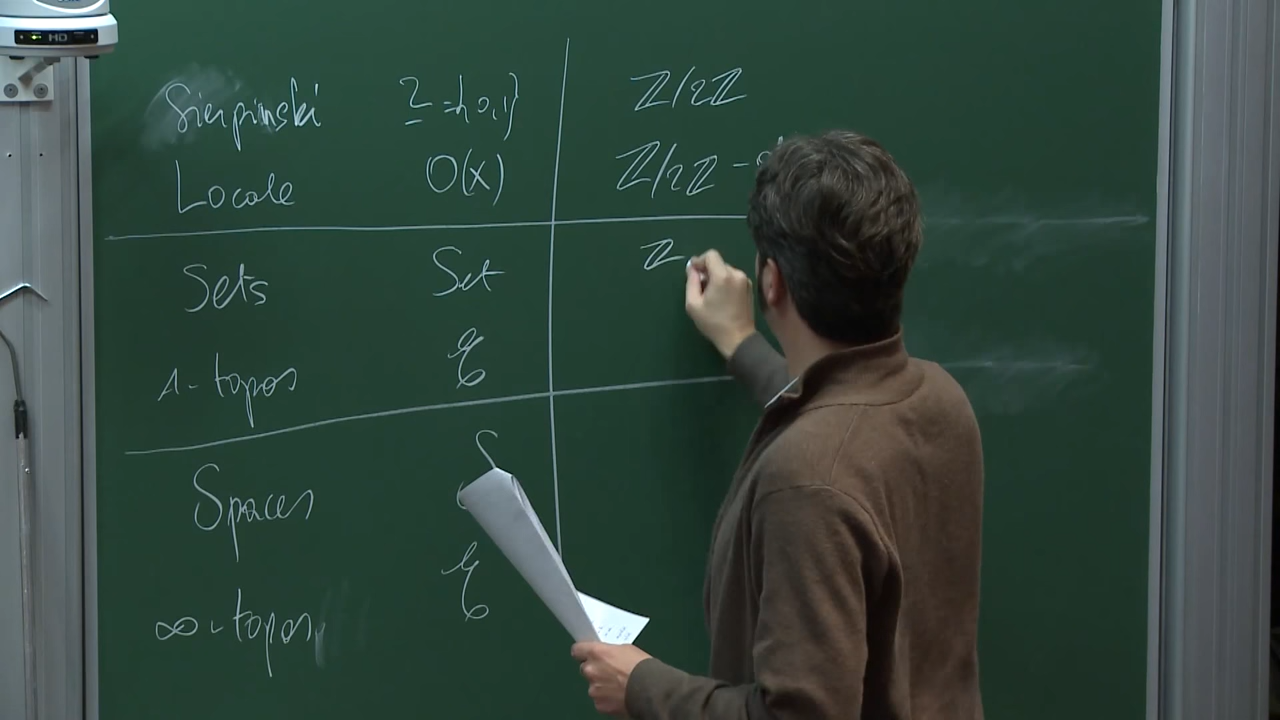 HD
Sierpinski 2 = {0,1} ℤ/2ℤ
Locale O(X) ℤ/2ℤ -
Sets Set ℤ
1-topos ℰ
Spaces S
∞-topos ℰ